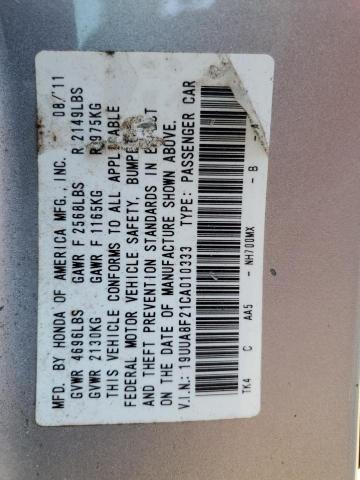 MFD. BY HONDA OF AMERICA MFG., INC. 08/11
GVWR 4696LBS GAWR F 2568LBS R 2149LBS
GVWR 2130KG GAWR F 1165KG R 975KG
THIS VEHICLE CONFORMS TO ALL APPLICABLE
FEDERAL MOTOR VEHICLE SAFETY, BUMPER
AND THEFT PREVENTION STANDARDS IN EFFECT
ON THE DATE OF MANUFACTURE SHOWN ABOVE.
V.I.N.: 19UUA8F21CA010333 TYPE: PASSENGER CAR
TK4 C AA5 - NH700MX - B -